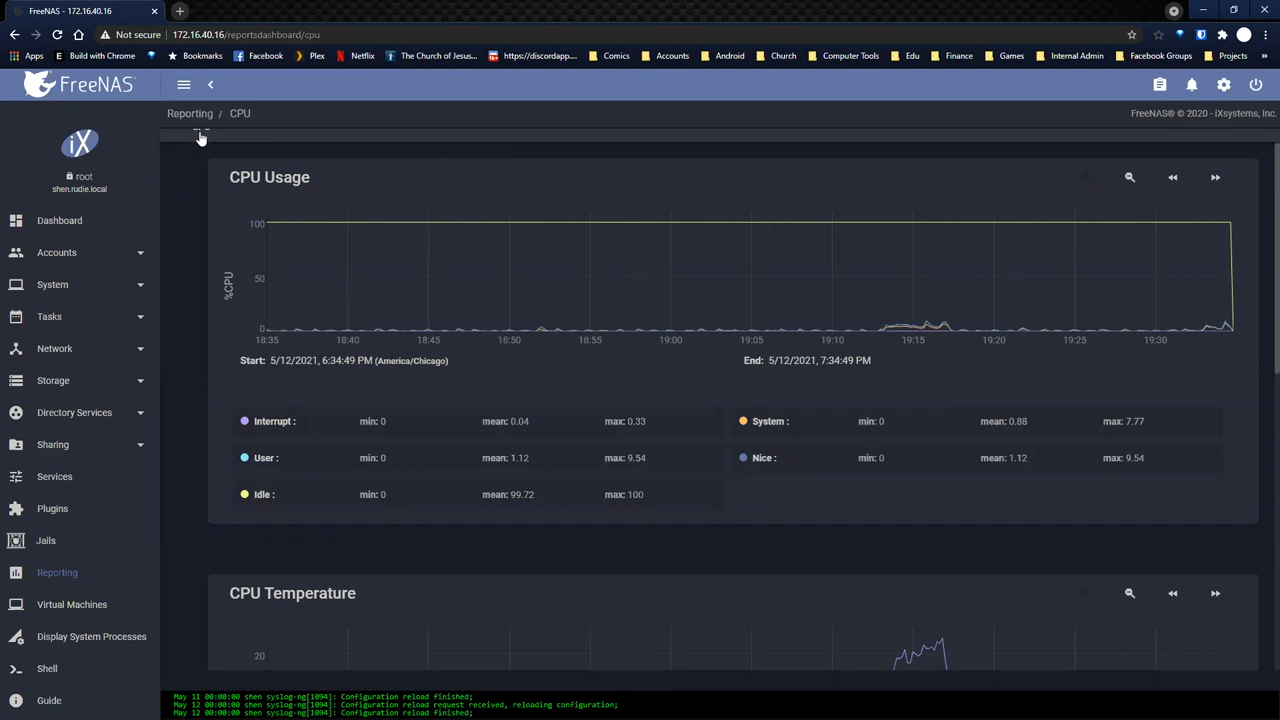 FreeNAS - 172.16.40.16
Not secure
172.16.40.16/reportsdashboard/cpu
Apps
Build with Chrome
Bookmarks
Facebook
Plex
Netflix
The Church of Jesus...
https://discordapp....
Comics
Accounts
Android
Church
Computer Tools
Edu
Finance
Games
Internal Admin
Facebook Groups
Projects
FreeNAS
Reporting / CPU
FreeNAS® © 2020 - iXsystems, Inc.
iX
root
shen.rudie.local
Dashboard
Accounts
System
Tasks
Network
Storage
Directory Services
Sharing
Services
Plugins
Jails
Reporting
Virtual Machines
Display System Processes
Shell
Guide
CPU Usage
%CPU
100
50
0
18:35 18:40 18:45 18:50 18:55 19:00 19:05 19:10 19:15 19:20 19:25 19:30
Start: 5/12/2021, 6:34:49 PM (America/Chicago)
End: 5/12/2021, 7:34:49 PM
Interrupt : min: 0 mean: 0.04 max: 0.33
System : min: 0 mean: 0.88 max: 7.77
User : min: 0 mean: 1.12 max: 9.54
Nice : min: 0 mean: 1.12 max: 9.54
Idle : min: 0 mean: 99.72 max: 100
CPU Temperature
20
May 11 00:00:00 shen syslog-ng[1094]: Configuration reload finished;
May 12 00:00:00 shen syslog-ng[1094]: Configuration reload request received, reloading configuration;
May 12 00:00:00 shen syslog-ng[1094]: Configuration reload finished;